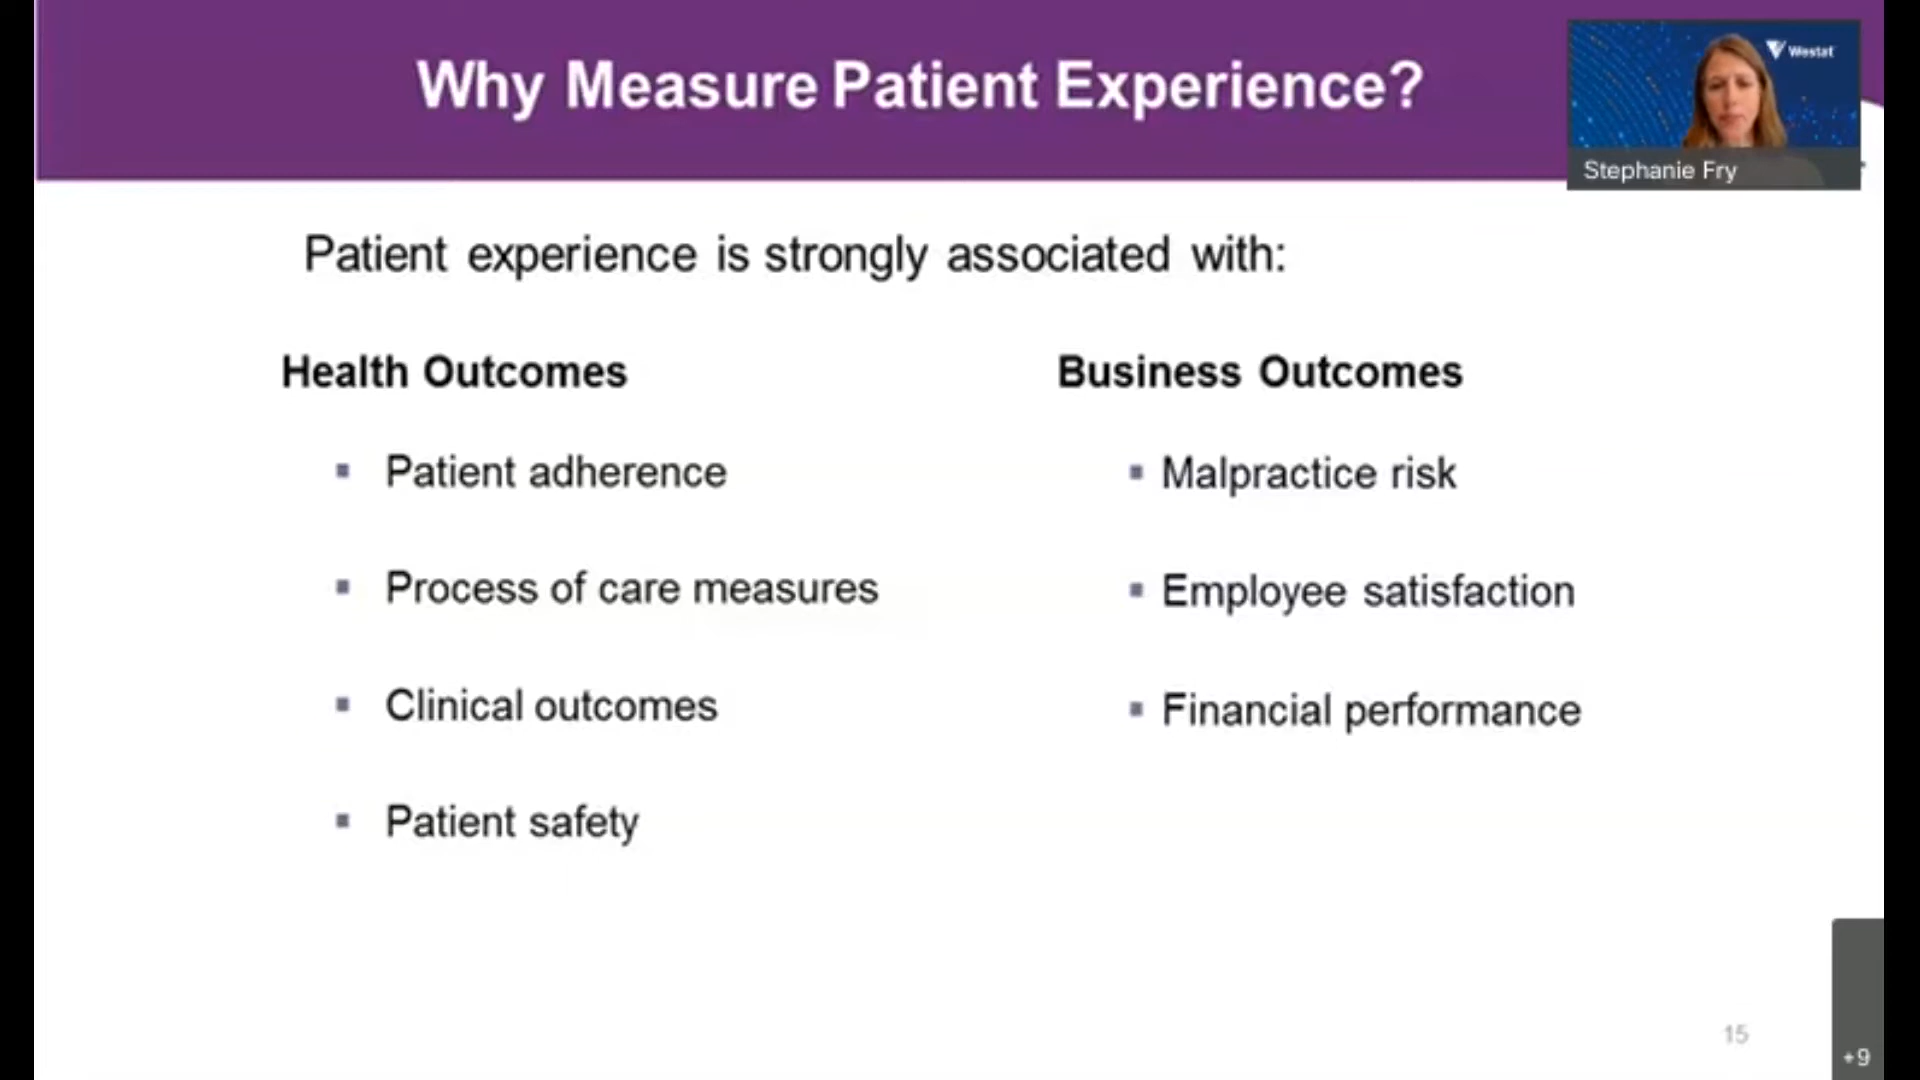 Why Measure Patient Experience?
Westat
Stephanie Fry
Patient experience is strongly associated with:
Health Outcomes
▪ Patient adherence
▪ Process of care measures
▪ Clinical outcomes
▪ Patient safety
Business Outcomes
▪ Malpractice risk
▪ Employee satisfaction
▪ Financial performance
15
+9